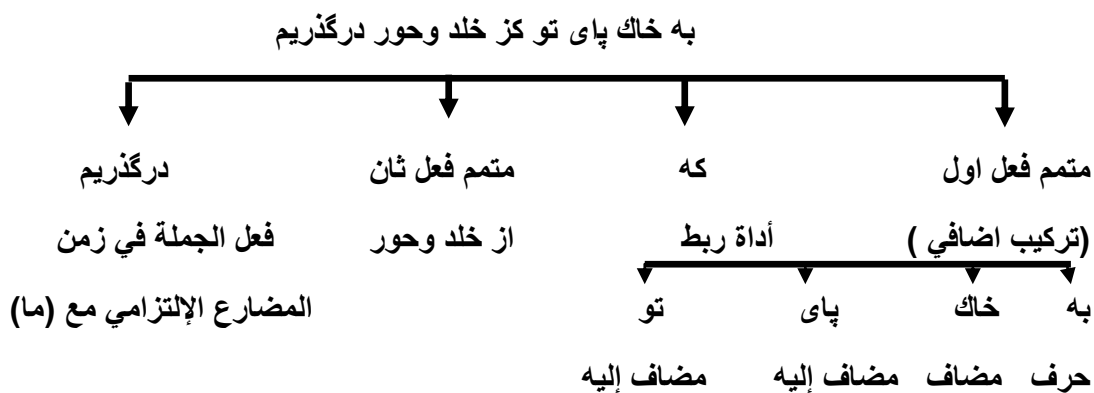 به خاك پاى تو كز خلد وحور درگذريم
متمم فعل اول كه متمم فعل ثان درگذريم
(تركيب اضافي ) أداة ربط از خلد وحور فعل الجملة في زمن
به خاك پاى تو المضارع الإلتزامي مع (ما)
حرف مضاف مضاف إليه مضاف إليه